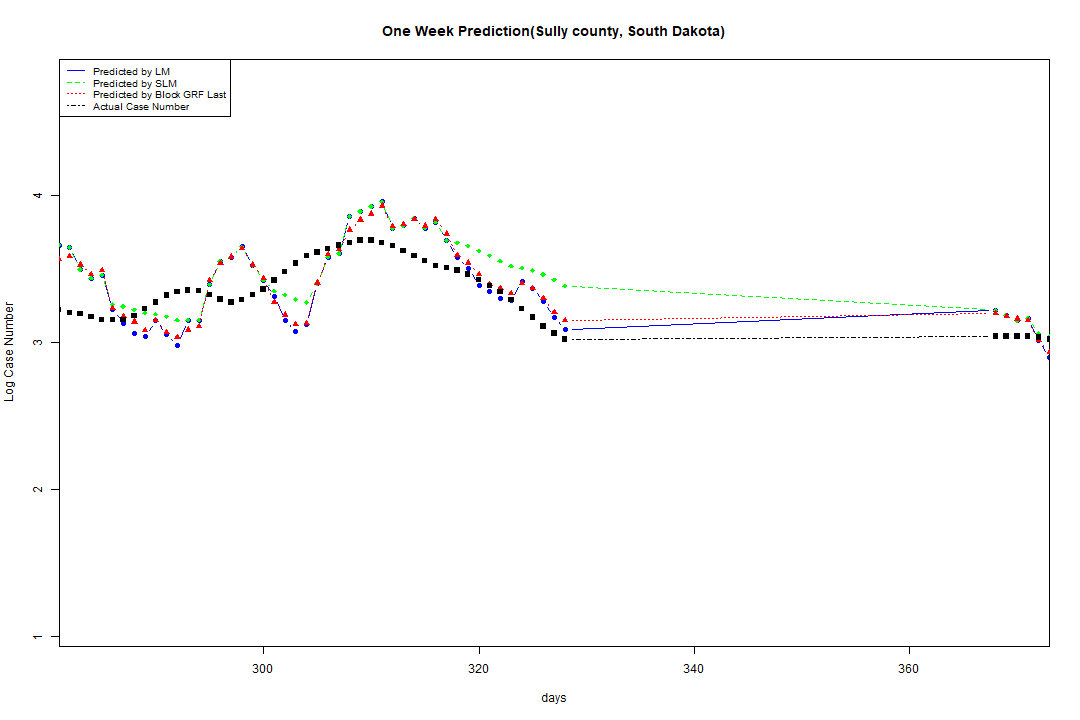 One Week Prediction(Sully county, South Dakota)
Predicted by LM
Predicted by SLM
Predicted by Block GRF Last
Actual Case Number
4
3
2
1
Log Case Number
300 320 340 360
days